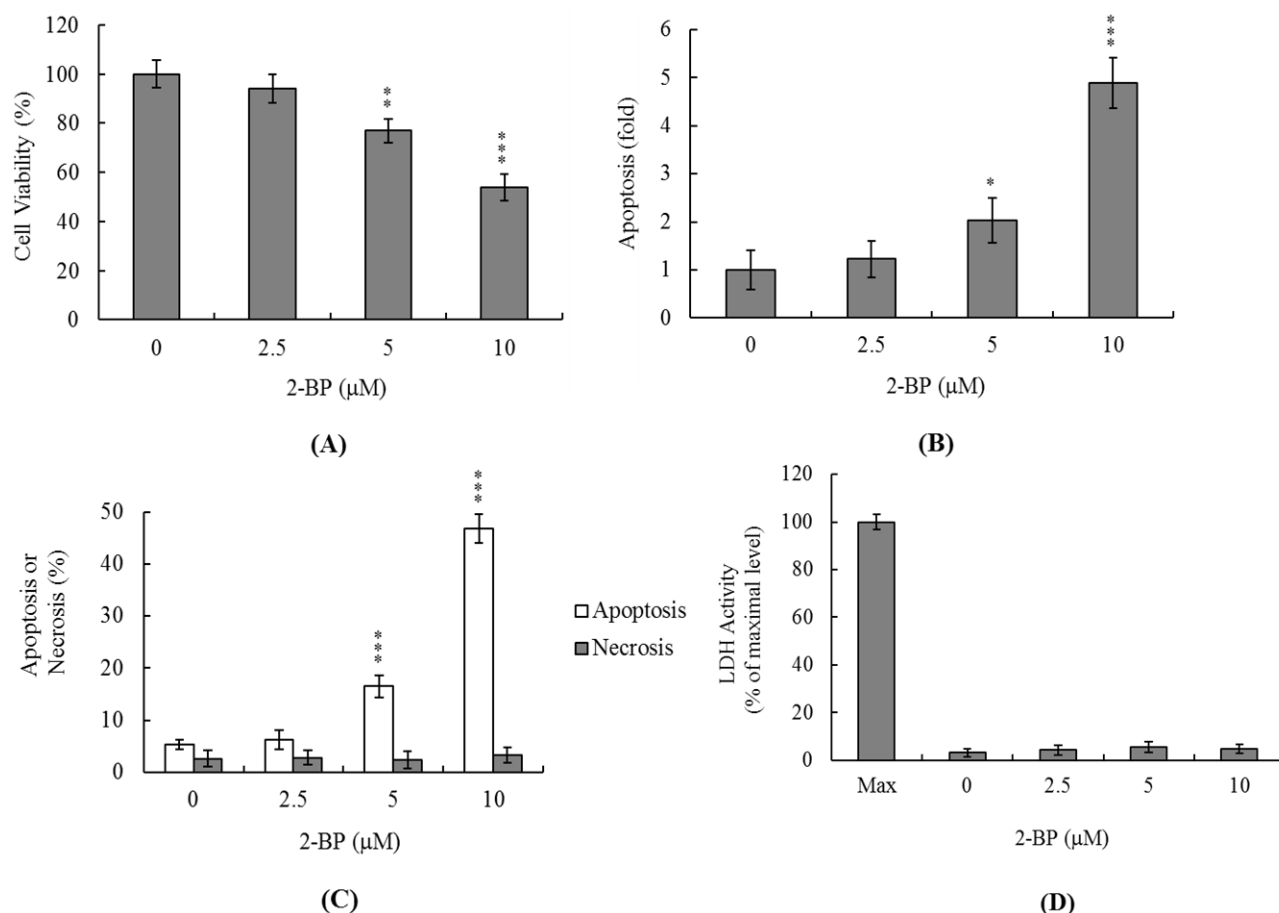 120
100
80
60
40
20
0
Cell Viability (%)
**
***
0 2.5 5 10
2-BP (μM)
(A)
6
5
4
3
2
1
0
Apoptosis (fold)
*
***
0 2.5 5 10
2-BP (μM)
(B)
50
40
30
20
10
0
Apoptosis or
Necrosis (%)
***
***
0 2.5 5 10
2-BP (μM)
Apoptosis
Necrosis
(C)
120
100
80
60
40
20
0
LDH Activity
(% of maximal level)
Max 0 2.5 5 10
2-BP (μM)
(D)